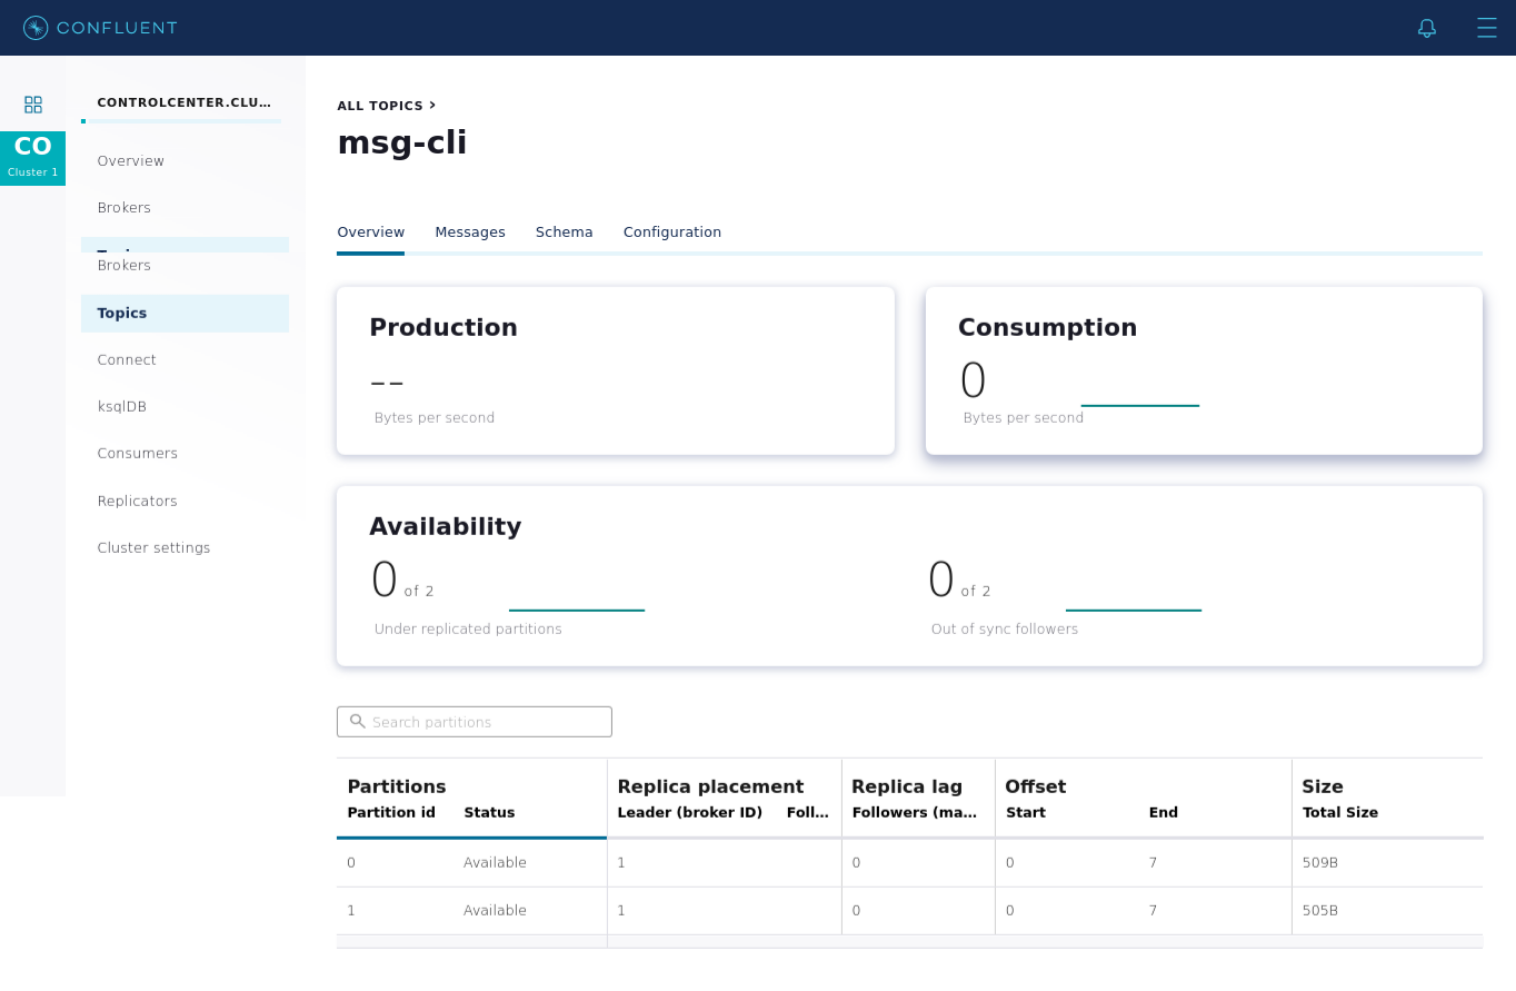 CONFLUENT
CO
Cluster 1
CONTROLCENTER.CLU...
Overview
Brokers
Brokers
Topics
Connect
ksqlDB
Consumers
Replicators
Cluster settings
ALL TOPICS >
msg-cli
Overview Messages Schema Configuration
Production
--
Bytes per second
Consumption
0
Bytes per second
Availability
0 of 2
Under replicated partitions
0 of 2
Out of sync followers
Search partitions
Partitions Replica placement Replica lag Offset Size
Partition id Status Leader (broker ID) Foll... Followers (ma... Start End Total Size
0 Available 1 0 0 7 509B
1 Available 1 0 0 7 505B